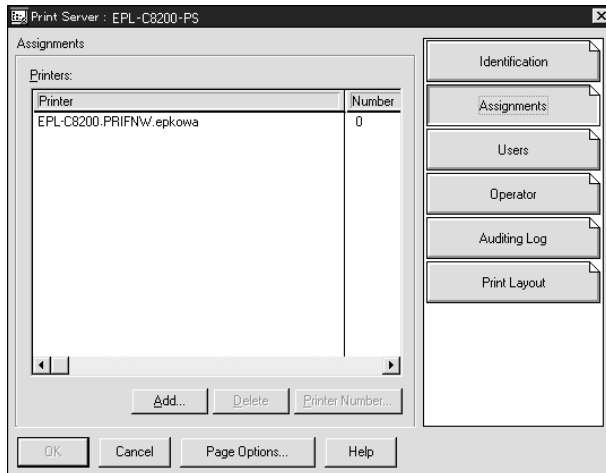 Print Server : EPL-C8200-PS
Assignments
Printers:
Printer Number
EPL-C8200.PRIFNW.epkowa 0
Add... Delete Printer Number...
OK Cancel Page Options... Help
Identification
Assignments
Users
Operator
Auditing Log
Print Layout